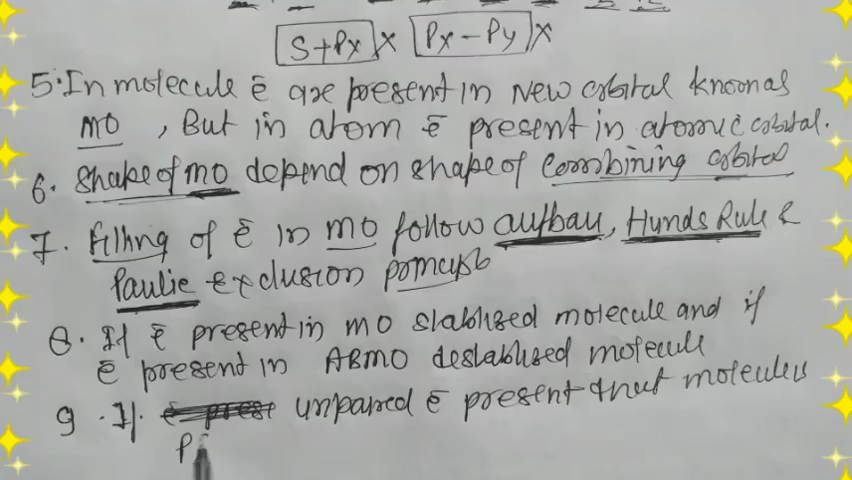 S+Px x Px-Py x
5. In molecule ē are present in New orbital known as
MO, But in atom ē present in atomic orbital.
6. Shape of MO depend on shape of Combining orbital
7. filling of ē in MO follow aufbau, Hunds Rule &
Paulie Exclusion principle
8. If ē present in MO stablized molecule and if
ē present in ABMO destablized molecule
9. If unpaired ē present that molecules
P